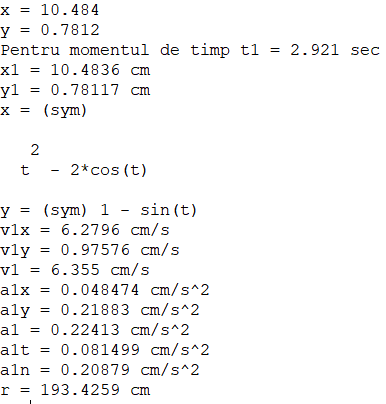 x = 10.484
y = 0.7812
Pentru momentul de timp t1 = 2.921 sec
x1 = 10.4836 cm
y1 = 0.78117 cm
x = (sym)
2
t - 2*cos(t)
y = (sym) 1 - sin(t)
v1x = 6.2796 cm/s
v1y = 0.97576 cm/s
v1 = 6.355 cm/s
a1x = 0.048474 cm/s^2
a1y = 0.21883 cm/s^2
a1 = 0.22413 cm/s^2
a1t = 0.081499 cm/s^2
a1n = 0.20879 cm/s^2
r = 193.4259 cm